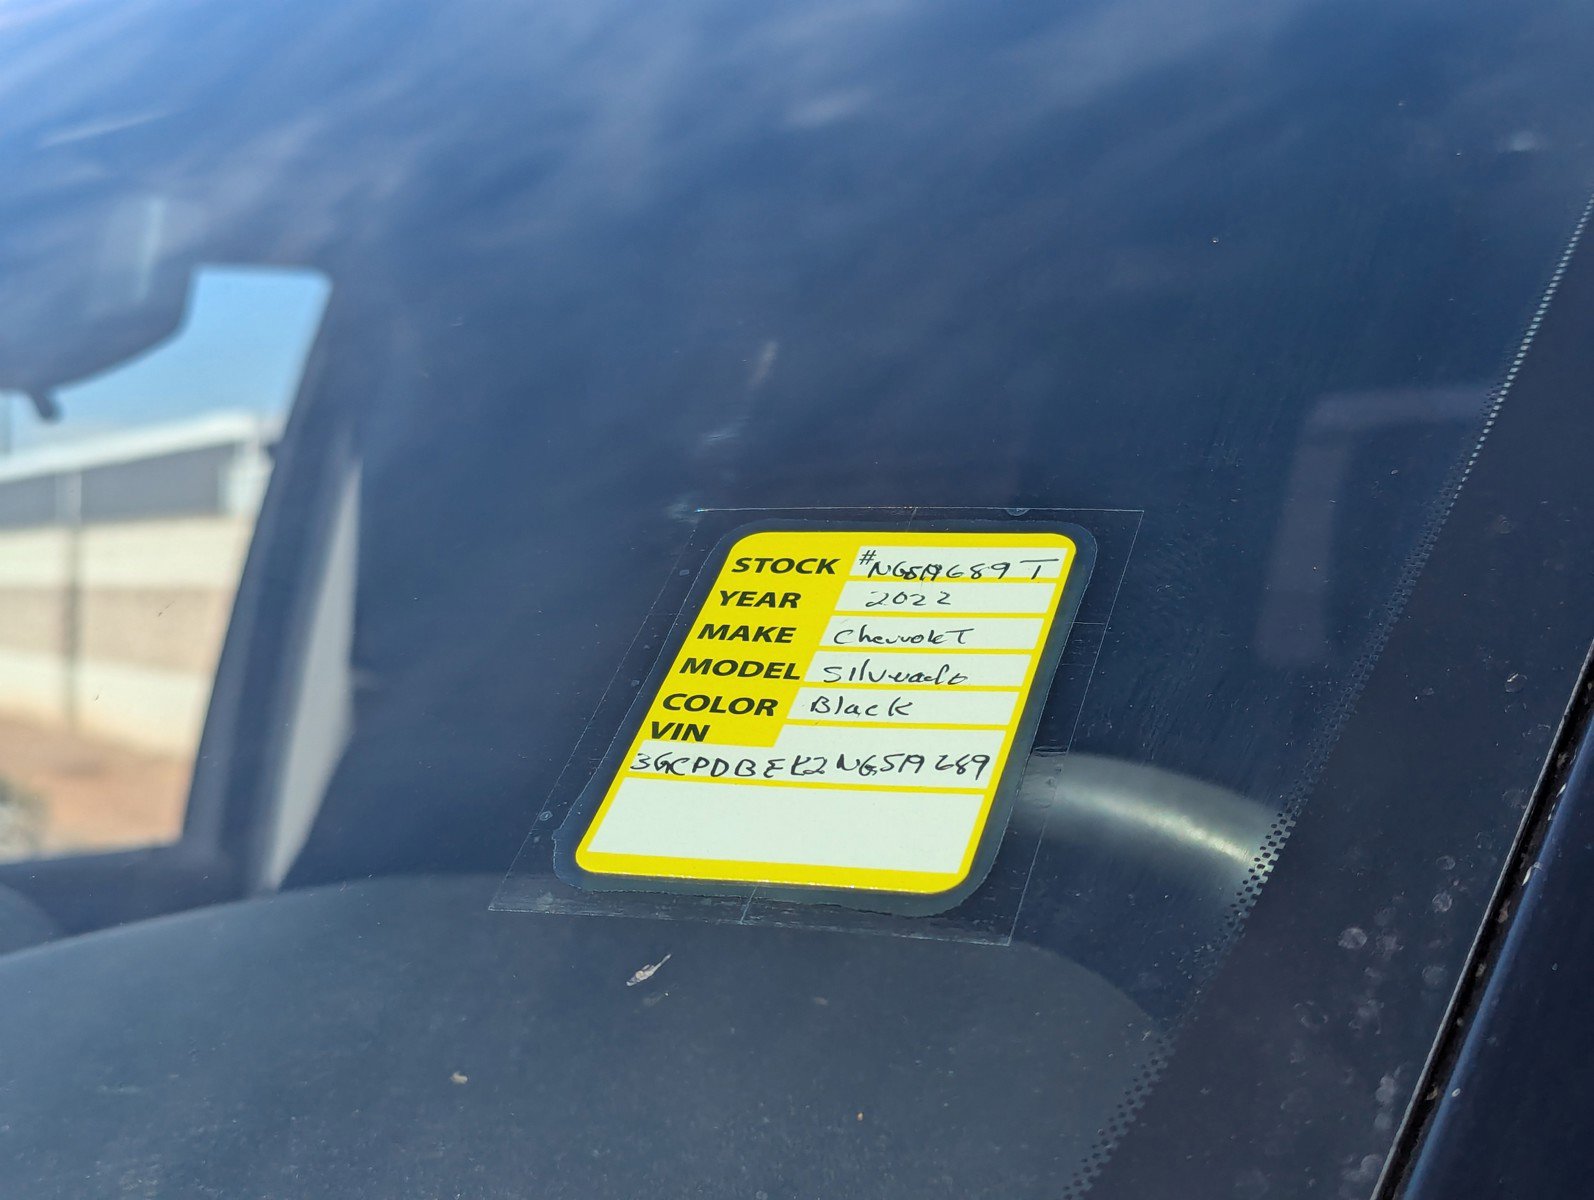 STOCK #NG519689T
YEAR 2022
MAKE Chevrolet
MODEL Silverado
COLOR Black
VIN
3GCPDBEK2NG519689